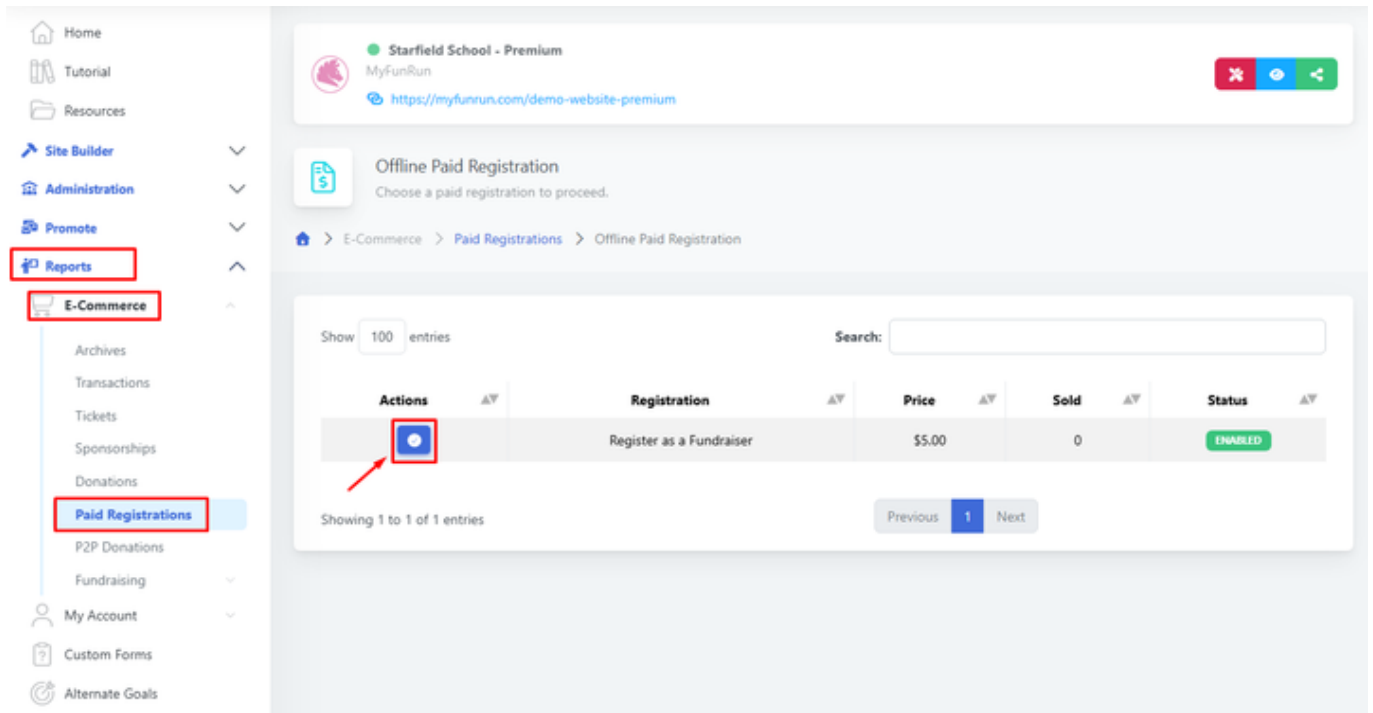 Home
Tutorial
Resources
Site Builder
Administration
Promote
Reports
E-Commerce
Archives
Transactions
Tickets
Sponsorships
Donations
Paid Registrations
P2P Donations
Fundraising
My Account
Custom Forms
Alternate Goals
Starfield School - Premium
MyFunRun
https://myfunrun.com/demo-website-premium
Offline Paid Registration
Choose a paid registration to proceed.
E-Commerce > Paid Registrations > Offline Paid Registration
Show 100 entries Search:
Actions Registration Price Sold Status
Register as a Fundraiser $5.00 0 ENABLED
Showing 1 to 1 of 1 entries Previous 1 Next